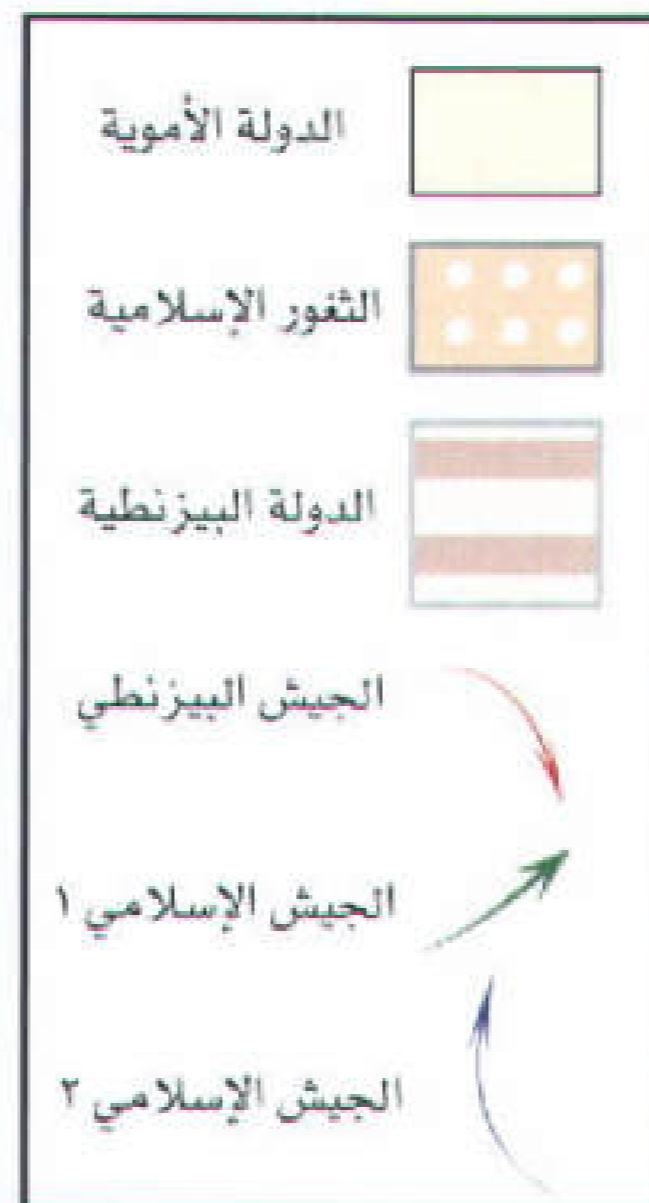 الدولة الأموية
الثغور الإسلامية
الدولة البيزنطية
الجيش البيزنطي
الجيش الإسلامي ١
الجيش الإسلامي ٢